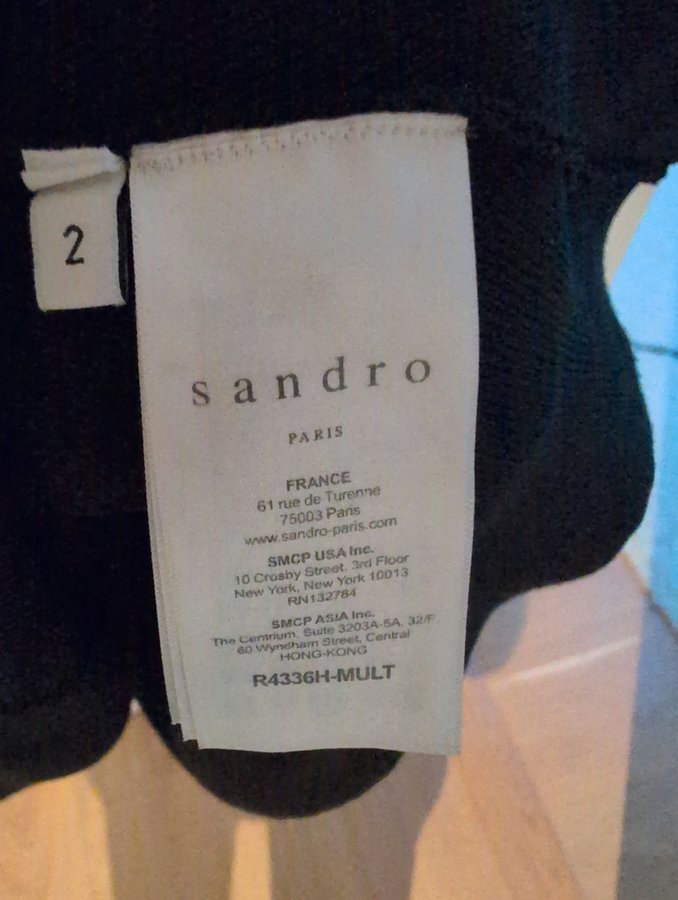 2
sandro
PARIS
FRANCE
61 rue de Turenne
75003 Paris
www.sandro-paris.com
SMCP USA Inc.
10 Crosby Street. 3rd Floor
New York, New York 10013
RN132784
SMCP ASIA Inc.
The Centrium, Suite 3203A-5A, 32/F
60 Wyndham Street, Central
HONG-KONG
R4336H-MULT